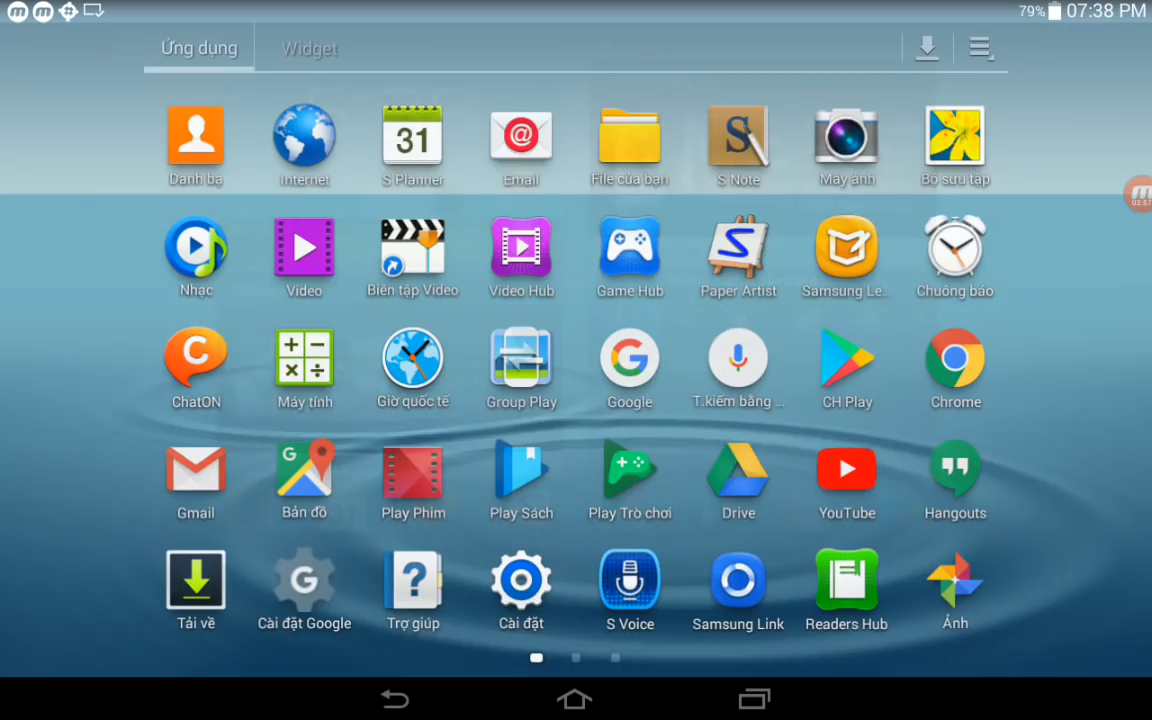 79% 07:38 PM
Ứng dụng Widget
31 @ S
Danh bạ Internet S Planner Email File của bạn S Note Máy ảnh Bộ sưu tập
02:57
S
Nhạc Video Biên tập Video Video Hub Game Hub Paper Artist Samsung Le.. Chuông báo
C + − × ÷ G
ChatON Máy tính Giờ quốc tế Group Play Google T.kiếm bằng ... CH Play Chrome
G
Gmail Bản đồ Play Phim Play Sách Play Trò chơi Drive YouTube Hangouts
G ?
Tải về Cài đặt Google Trợ giúp Cài đặt S Voice Samsung Link Readers Hub Ảnh